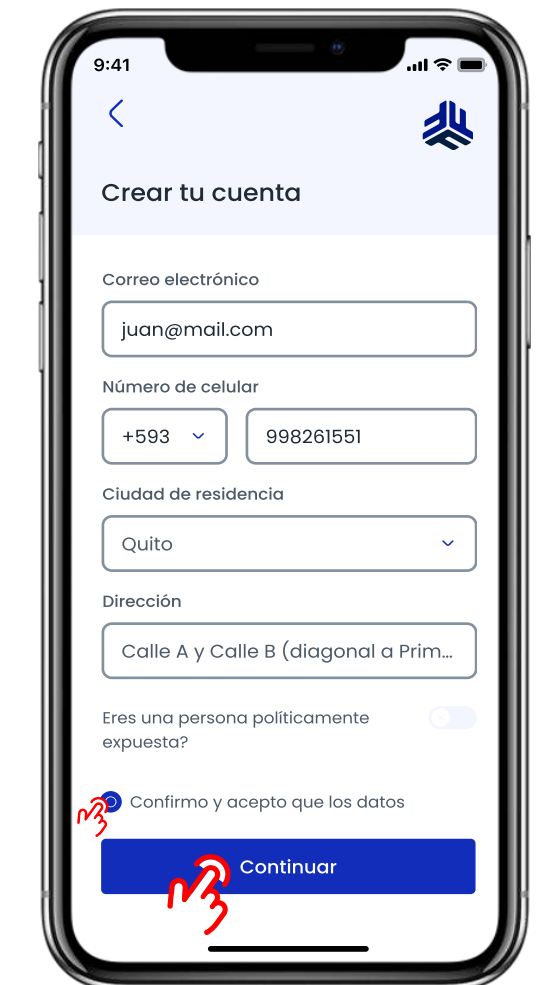 9:41
Crear tu cuenta
Correo electrónico
juan@mail.com
Número de celular
+593 998261551
Ciudad de residencia
Quito
Dirección
Calle A y Calle B (diagonal a Prim...
Eres una persona políticamente
expuesta?
Confirmo y acepto que los datos
Continuar